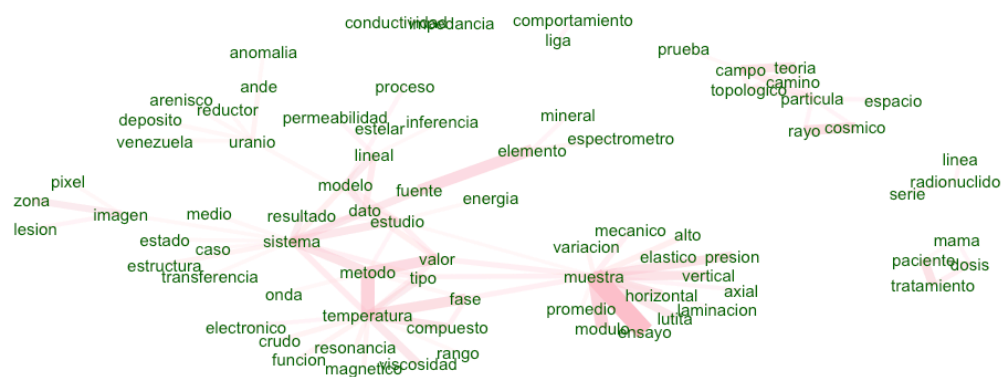 conductividad impedancia comportamiento
liga
anomalia prueba
campo teoria
ande proceso topologico camino
arenisco particula espacio
reductor mineral
deposito permeabilidad estelar inferencia rayo cosmico
venezuela uranio espectrometro
lineal elemento linea
pixel modelo fuente radionuclido
zona energia serie
imagen medio resultado dato
lesion estudio mecanico alto
estado sistema variacion mama
caso elastico presion paciente dosis
estructura valor
transferencia metodo tipo muestra vertical tratamiento
onda fase horizontal axial
temperatura promedio laminacion
electronico compuesto modulo lutita
crudo ensayo
resonancia rango
funcion viscosidad
magnetico